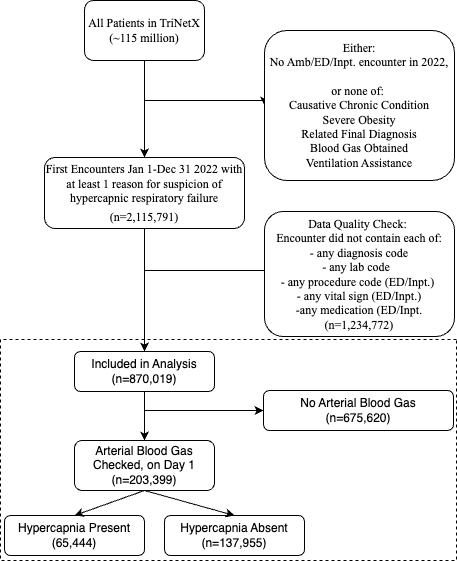 All Patients in TriNetX
(~115 million)
Either:
No Amb/ED/Inpt. encounter in 2022,
or none of:
Causative Chronic Condition
Severe Obesity
Related Final Diagnosis
Blood Gas Obtained
Ventilation Assistance
First Encounters Jan 1-Dec 31 2022 with
at least 1 reason for suspicion of
hypercapnic respiratory failure
(n=2,115,791)
Data Quality Check:
Encounter did not contain each of:
- any diagnosis code
- any lab code
- any procedure code (ED/Inpt.)
- any vital sign (ED/Inpt.)
-any medication (ED/Inpt.
(n=1,234,772)
Included in Analysis
(n=870,019)
No Arterial Blood Gas
(n=675,620)
Arterial Blood Gas
Checked, on Day 1
(n=203,399)
Hypercapnia Present
(65,444)
Hypercapnia Absent
(n=137,955)